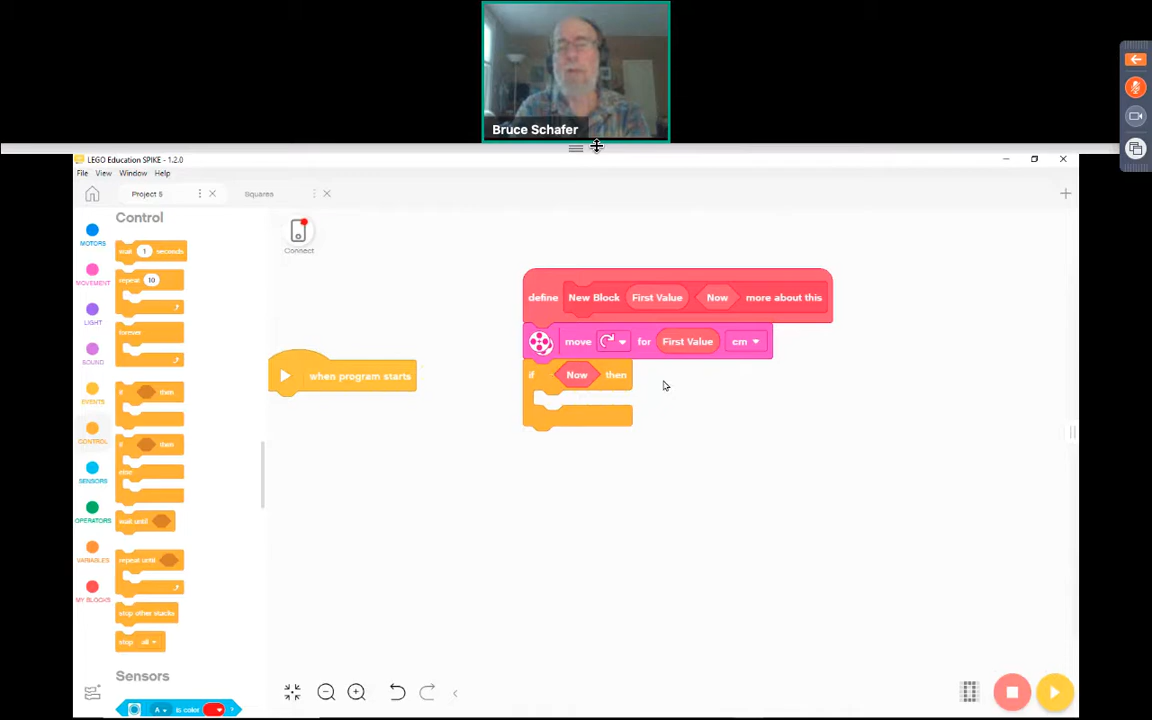 Bruce Schafer
LEGO Education SPIKE - 1.2.0
File View Window Help
Project 5
Squares
Control
Connect
MOTORS
MOVEMENT
LIGHT
SOUND
EVENTS
CONTROL
SENSORS
OPERATORS
VARIABLES
MY BLOCKS
wait 1 seconds
repeat 10
forever
if then
if then
else
wait until
repeat until
stop other stacks
stop all
Sensors
A is color
when program starts
define New Block First Value Now more about this
move for First Value cm
if Now then